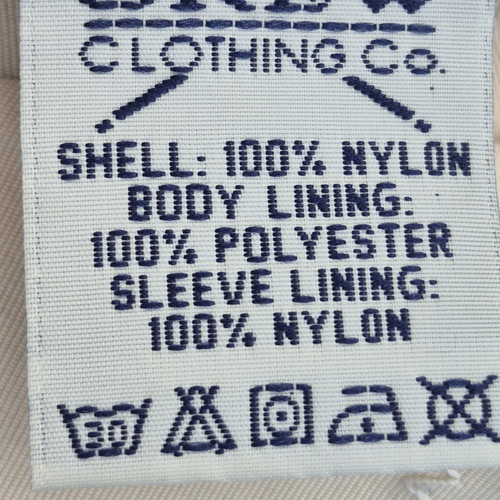 CLOTHING Co.
SHELL: 100% NYLON
BODY LINING:
100% POLYESTER
SLEEVE LINING:
100% NYLON
30